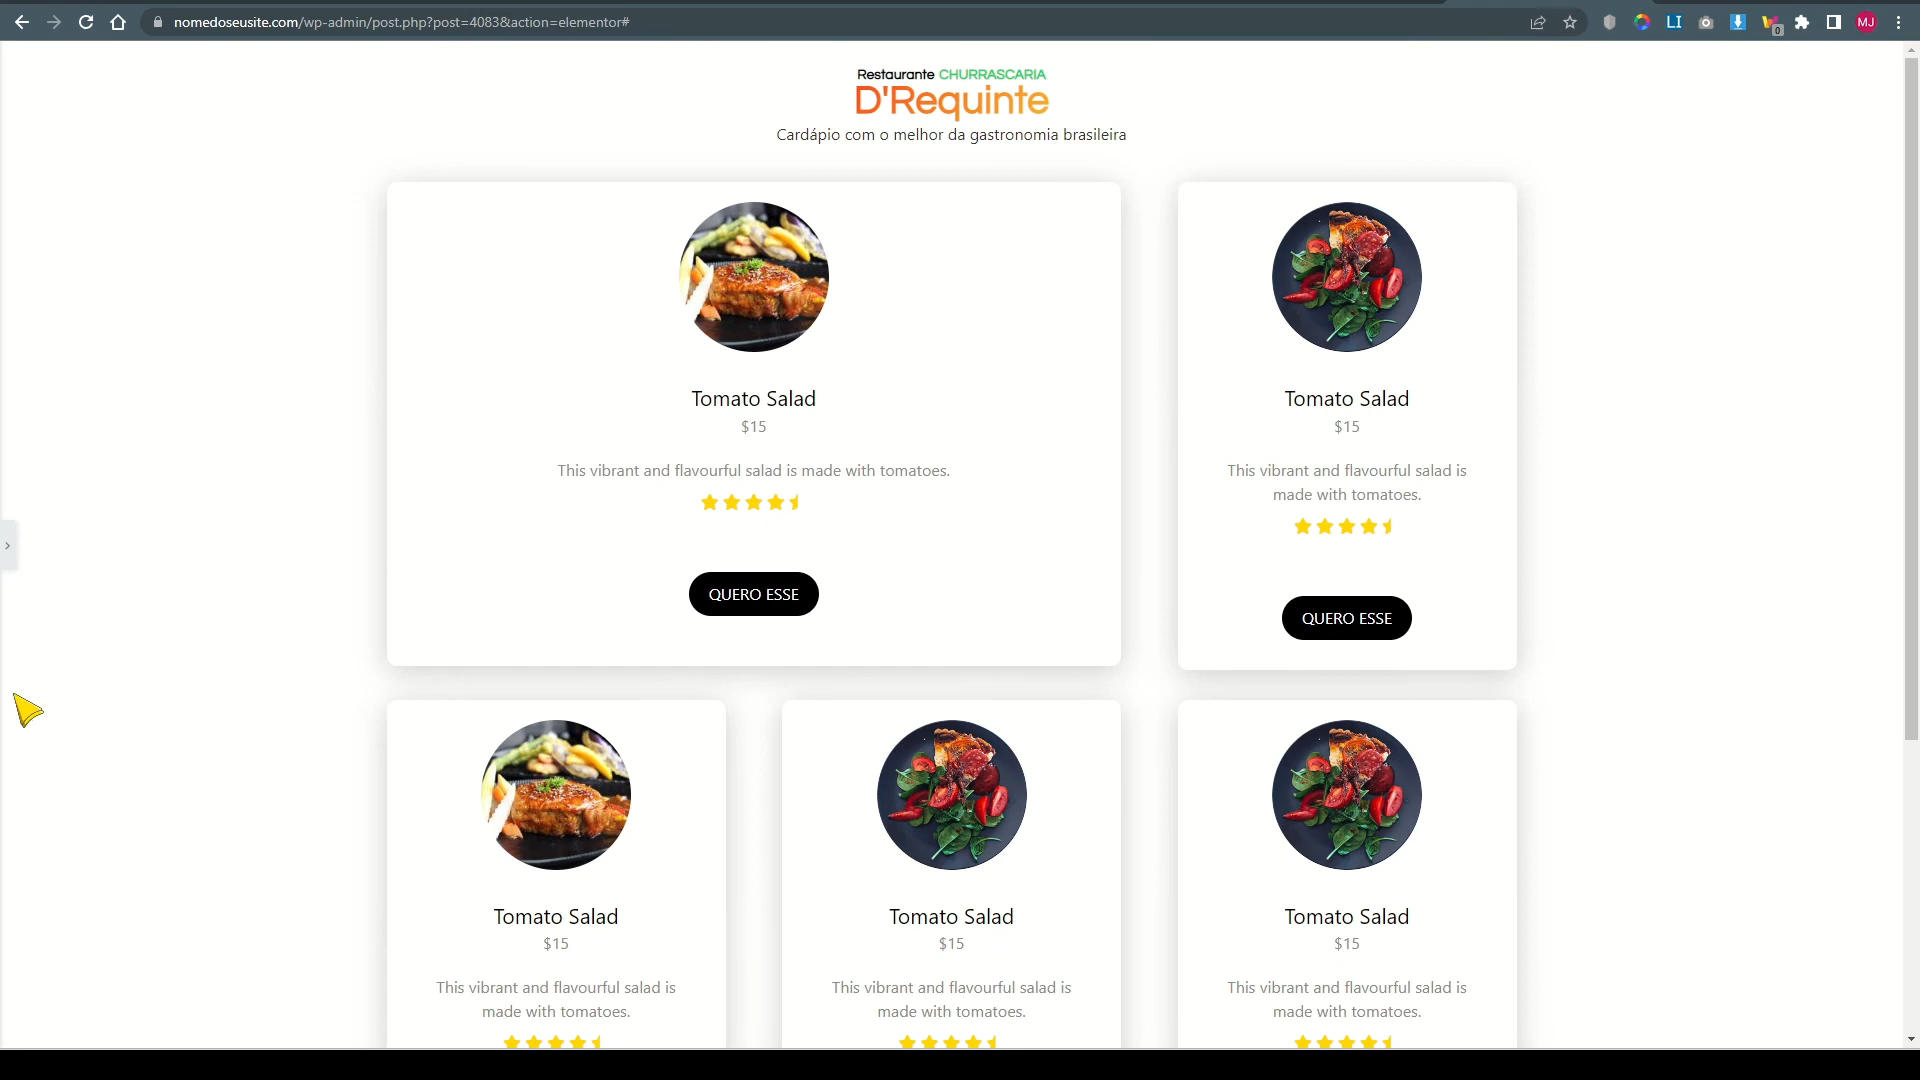 nomedoseusite.com/wp-admin/post.php?post=4083&action=elementor#
LI
0
MJ
Restaurante CHURRASCARIA
D'Requinte
Cardápio com o melhor da gastronomia brasileira
Tomato Salad
$15
This vibrant and flavourful salad is made with tomatoes.
QUERO ESSE
Tomato Salad
$15
This vibrant and flavourful salad is
made with tomatoes.
QUERO ESSE
Tomato Salad
$15
This vibrant and flavourful salad is
made with tomatoes.
Tomato Salad
$15
This vibrant and flavourful salad is
made with tomatoes.
Tomato Salad
$15
This vibrant and flavourful salad is
made with tomatoes.